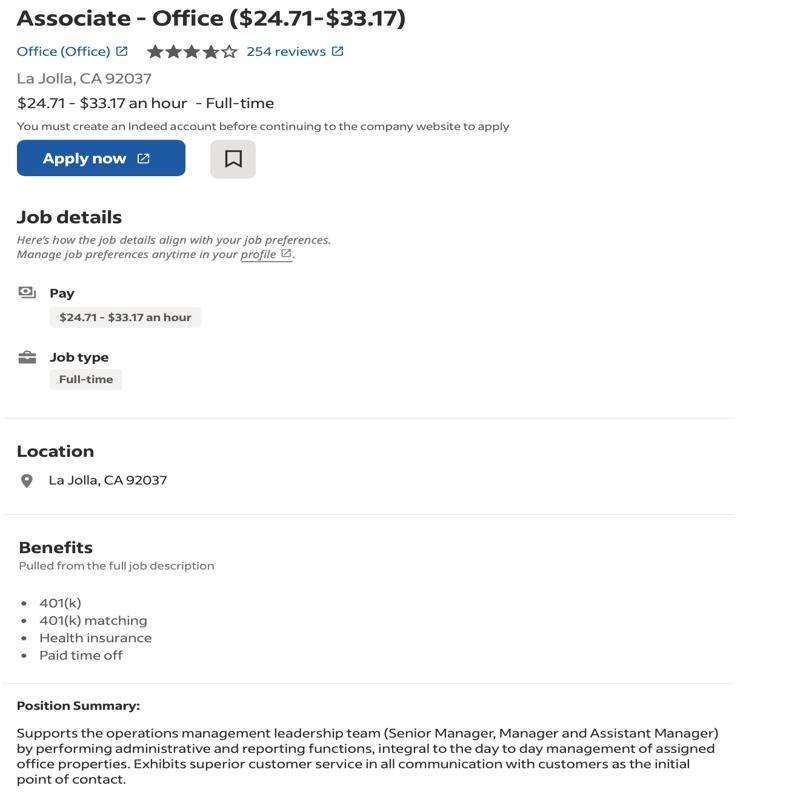 Associate - Office ($24.71-$33.17)
Office (Office) 254 reviews
La Jolla, CA 92037
$24.71 - $33.17 an hour - Full-time
You must create an Indeed account before continuing to the company website to apply
Apply now
Job details
Here's how the job details align with your job preferences.
Manage job preferences anytime in your profile.
Pay
$24.71 - $33.17 an hour
Job type
Full-time
Location
La Jolla, CA 92037
Benefits
Pulled from the full job description
• 401(k)
• 401(k) matching
• Health insurance
• Paid time off
Position Summary:
Supports the operations management leadership team (Senior Manager, Manager and Assistant Manager)
by performing administrative and reporting functions, integral to the day to day management of assigned
office properties. Exhibits superior customer service in all communication with customers as the initial
point of contact.